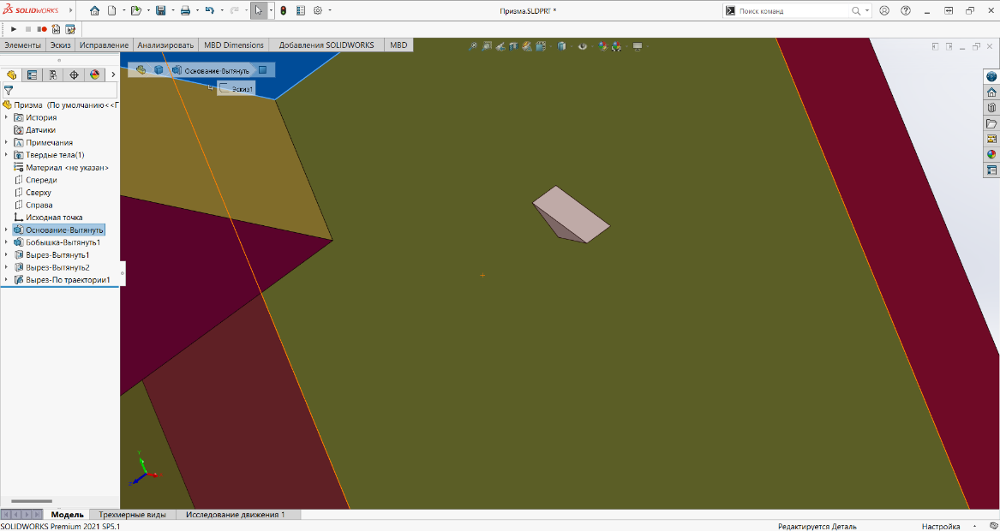 SOLIDWORKS
Призма.SLDPRT *
Поиск команд
Элементы
Эскиз
Исправление
Анализировать
MBD Dimensions
Добавления SOLIDWORKS
MBD
Основание-Вытянуть
Эскиз1
Призма (По умолчанию<<П
История
Датчики
Примечания
Твердые тела(1)
Материал <не указан>
Спереди
Сверху
Справа
Исходная точка
Основание-Вытянуть
Бобышка-Вытянуть1
Вырез-Вытянуть1
Вырез-Вытянуть2
Вырез-По траектории1
Y
Модель
Трехмерные виды
Исследование движения 1
SOLIDWORKS Premium 2021 SP5.1
Редактируется Деталь
Настройка